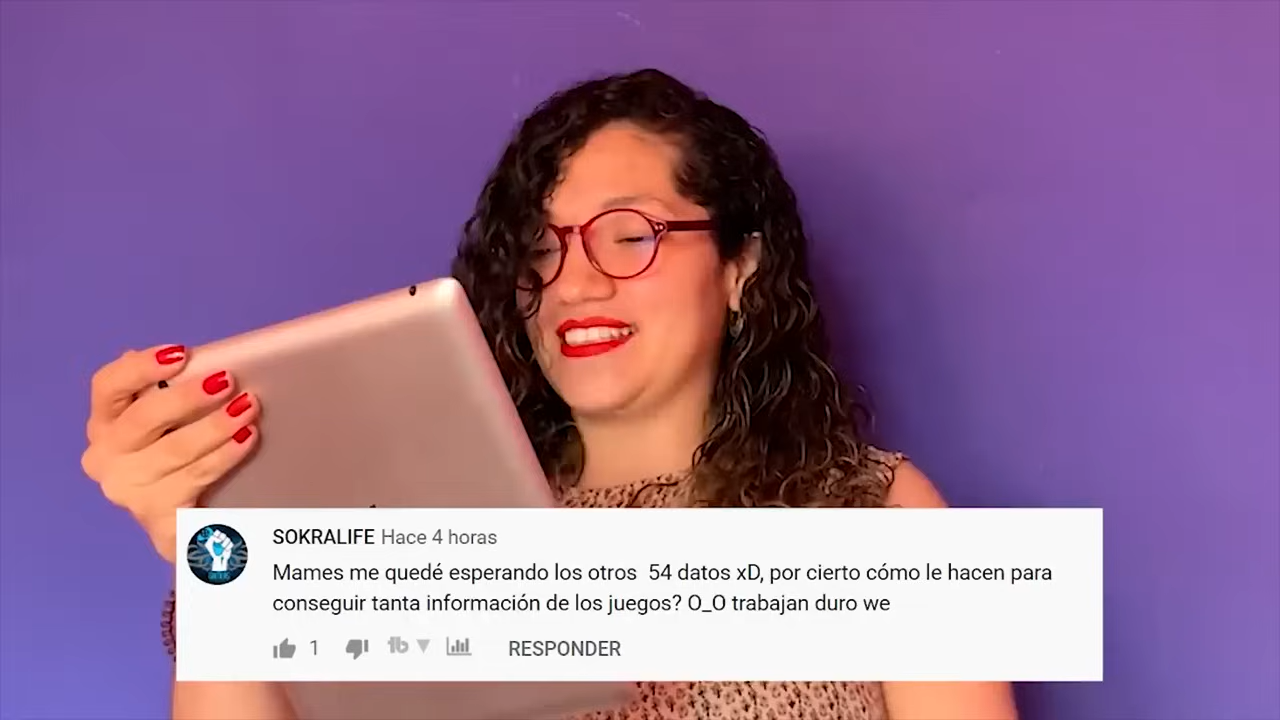 SOKRALIFE Hace 4 horas
Mames me quedé esperando los otros 54 datos xD, por cierto cómo le hacen para
conseguir tanta información de los juegos? O_O trabajan duro we
1
RESPONDER